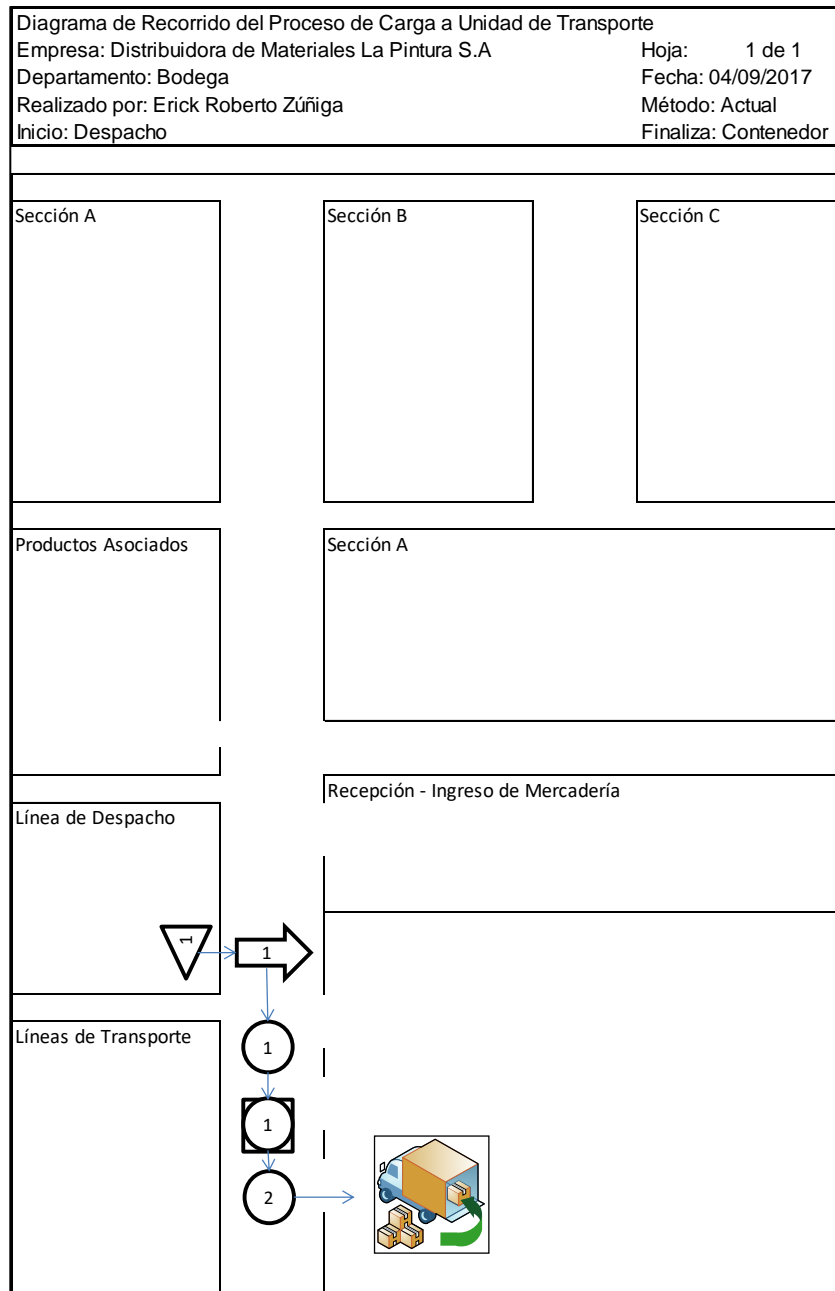 Diagrama de Recorrido del Proceso de Carga a Unidad de Transporte
Empresa: Distribuidora de Materiales La Pintura S.A Hoja: 1 de 1
Departamento: Bodega Fecha: 04/09/2017
Realizado por: Erick Roberto Zúñiga Método: Actual
Inicio: Despacho Finaliza: Contenedor
Sección A Sección B Sección C
Productos Asociados Sección A
Recepción - Ingreso de Mercadería
Línea de Despacho
1 1
Líneas de Transporte
1
1
2